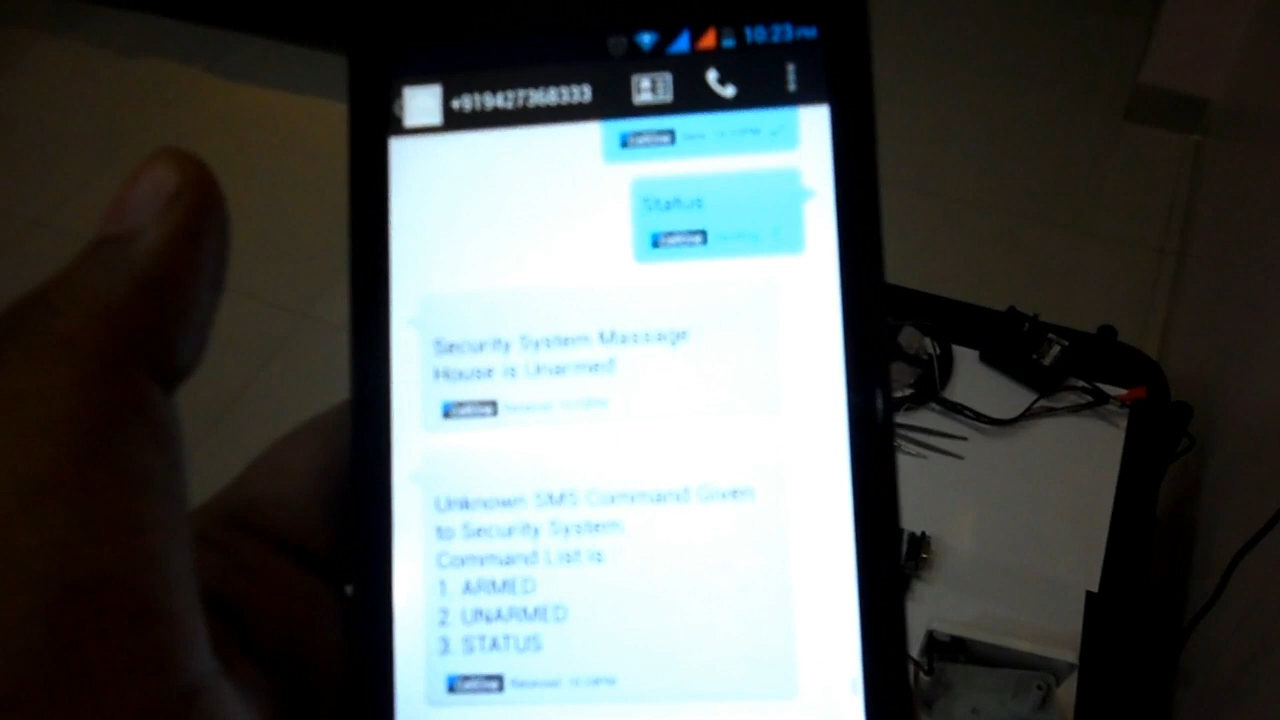 10:23 PM
+919427368333
Status
Security System Massage
House is Unarmed
Unknown SMS Command Given
to Security System
Command List is
1. ARMED
2. UNARMED
3. STATUS